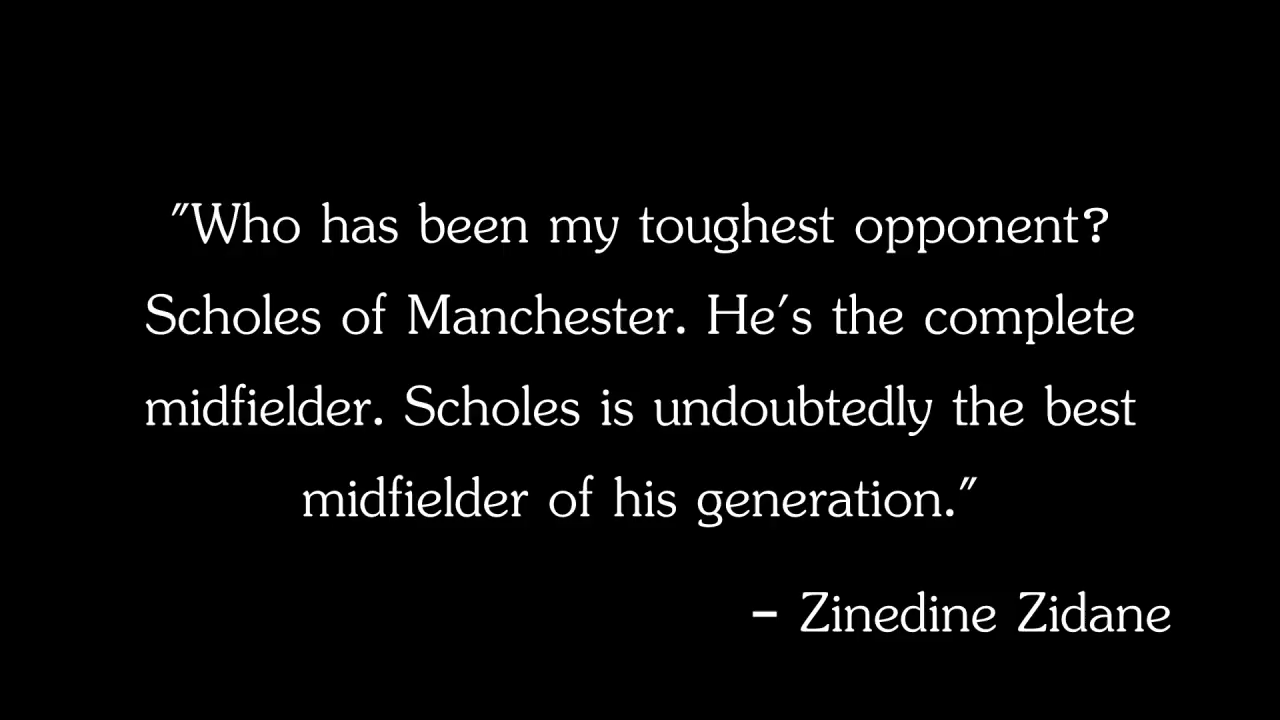 "Who has been my toughest opponent?
Scholes of Manchester. He's the complete
midfielder. Scholes is undoubtedly the best
midfielder of his generation."
– Zinedine Zidane